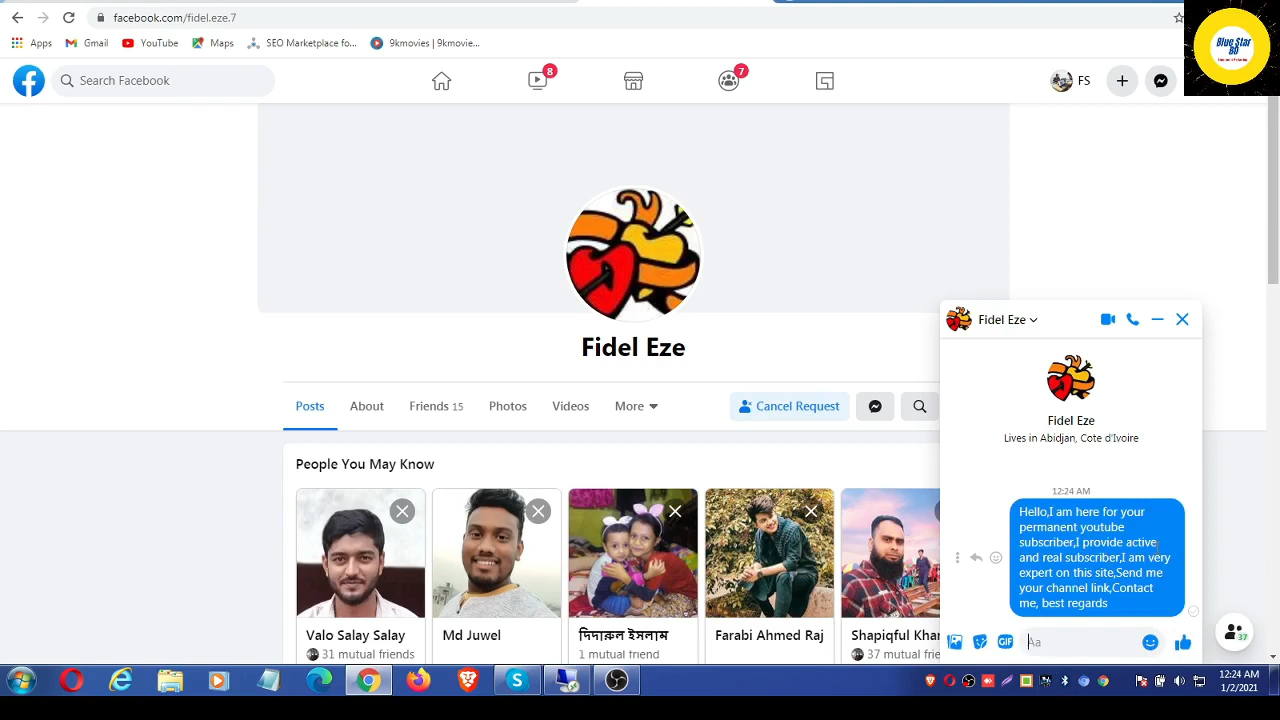 facebook.com/fidel.eze.7
Apps Gmail YouTube Maps SEO Marketplace fo... 9kmovies | 9kmovie...
Blue Star
BD
Search Facebook
8
7
FS
Fidel Eze
Posts About Friends 15 Photos Videos More Cancel Request
People You May Know
Valo Salay Salay
31 mutual friends
Md Juwel
দিদারুল ইসলাম
1 mutual friend
Farabi Ahmed Raj
Shapiqful Khan
37 mutual frien
Fidel Eze
Fidel Eze
Lives in Abidjan, Cote d'Ivoire
12:24 AM
Hello,I am here for your
permanent youtube
subscriber,I provide active
and real subscriber,I am very
expert on this site,Send me
your channel link,Contact
me, best regards
GIF Aa
37
12:24 AM
1/2/2021